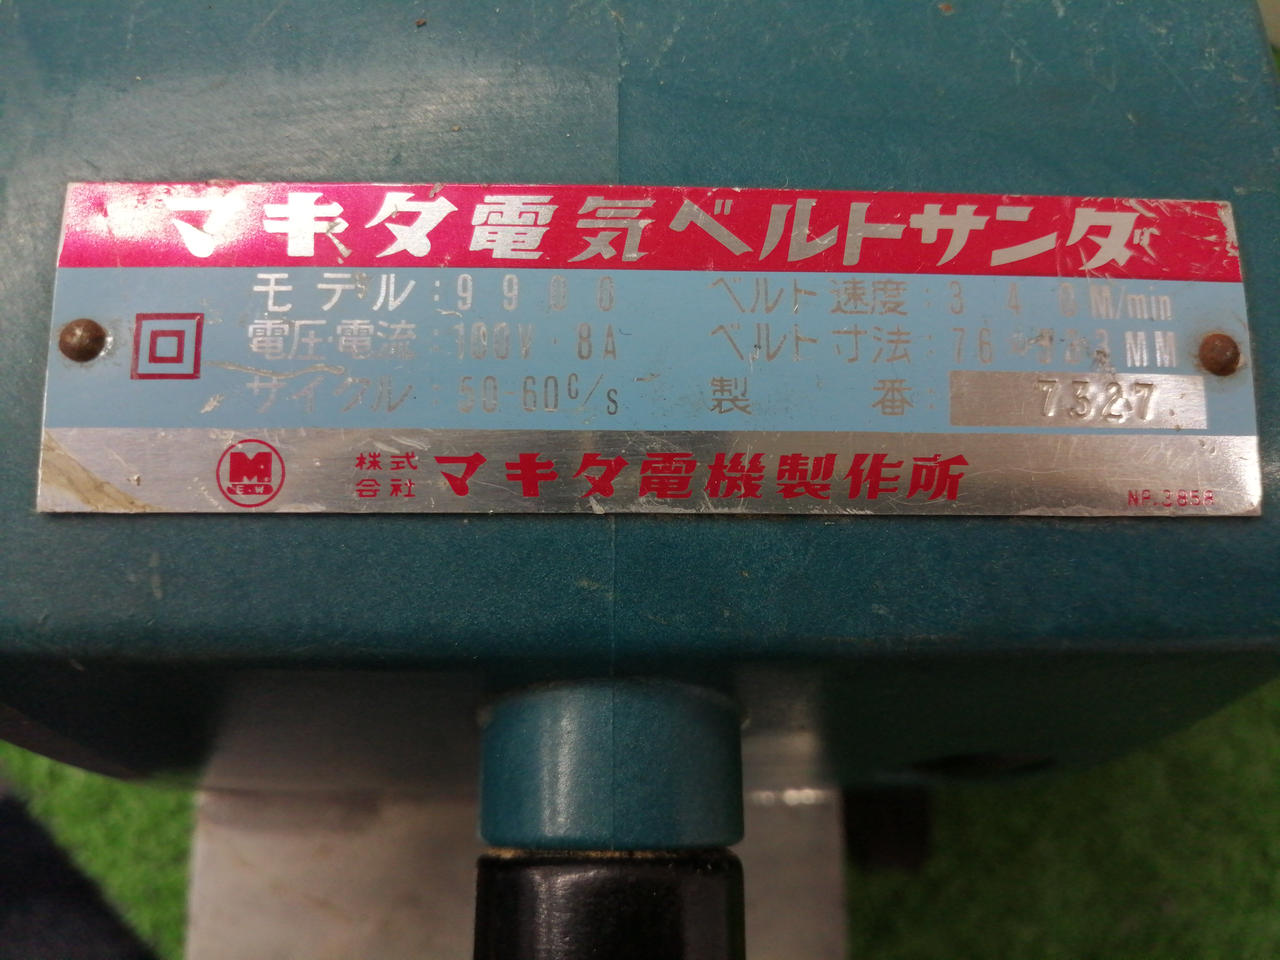 マキタ電気ベルトサンダ
モデル:9906 ベルト速度:340M/min
電圧・電流:100V・8A ベルト寸法:76 MM
サイクル:50-60C/s 製番:7327
M E.W 株式会社 マキタ電機製作所
NP.385R